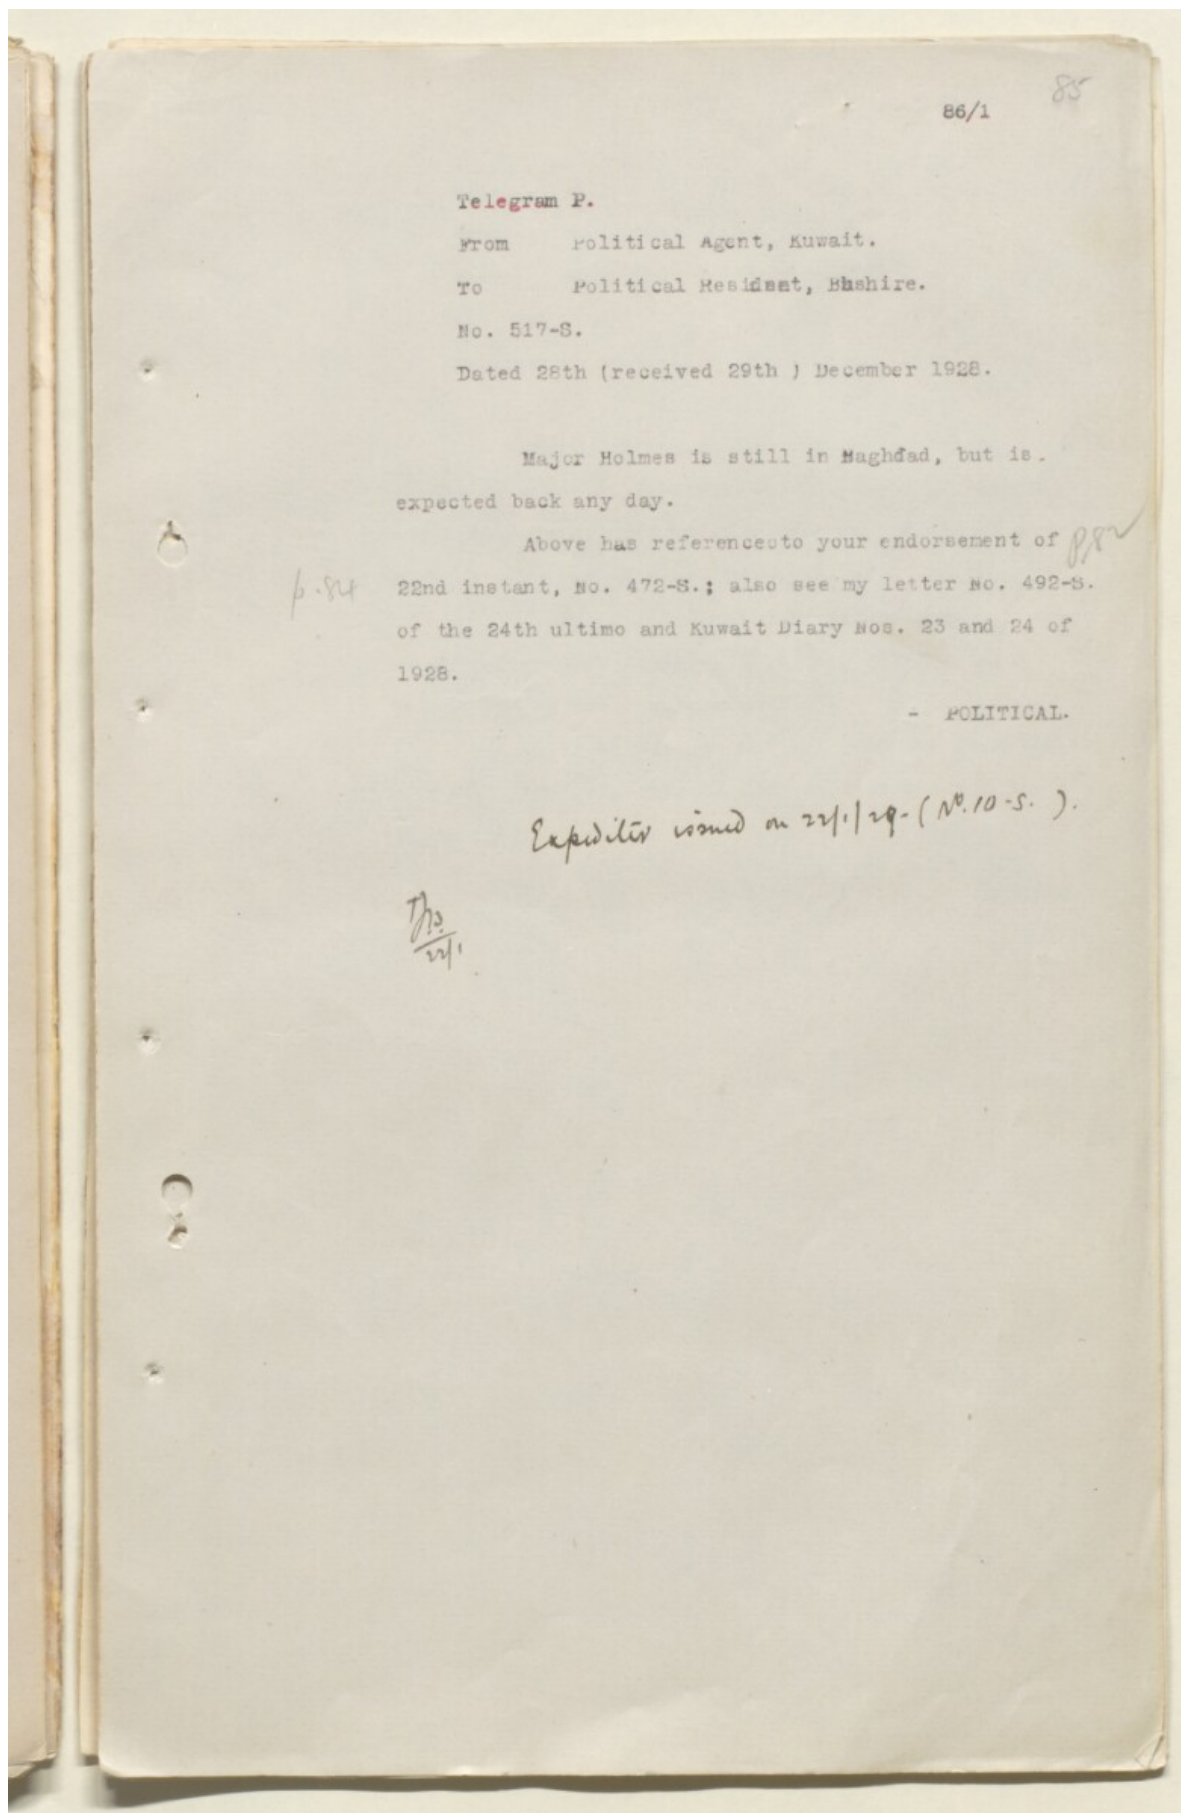 85
86/1
Telegram P.
From Political Agent, Kuwait.
To Political Resident, Bushire.
No. 517-S.
Dated 28th (received 29th ) December 1928.
Major Holmes is still in Baghdad, but is.
expected back any day.
Above has reference to your endorsement of p.82
p.84 22nd instant, No. 472-S.; also see my letter No. 492-S.
of the 24th ultimo and Kuwait Diary Nos. 23 and 24 of
1928.
- POLITICAL.
Expediter issued on 22/1/29. (No. 10-S. ).
22/1